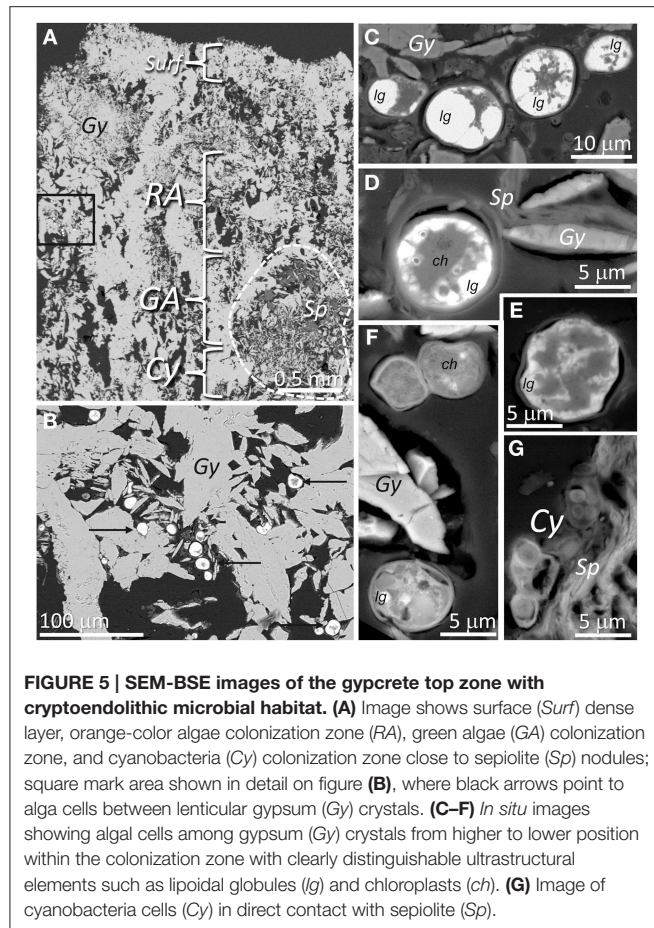 A
Surf
Gy
RA
GA
Sp
Cy
0.5 mm
B
Gy
100 µm
C
Gy
lg
lg
lg
lg
10 µm
D
Sp
Gy
ch
lg
5 µm
E
lg
5 µm
F
ch
Gy
lg
5 µm
G
Cy
Sp
5 µm
FIGURE 5 | SEM-BSE images of the gypcrete top zone with
cryptoendolithic microbial habitat. (A) Image shows surface (Surf) dense
layer, orange-color algae colonization zone (RA), green algae (GA) colonization
zone, and cyanobacteria (Cy) colonization zone close to sepiolite (Sp) nodules;
square mark area shown in detail on figure (B), where black arrows point to
alga cells between lenticular gypsum (Gy) crystals. (C–F) In situ images
showing algal cells among gypsum (Gy) crystals from higher to lower position
within the colonization zone with clearly distinguishable ultrastructural
elements such as lipoidal globules (lg) and chloroplasts (ch). (G) Image of
cyanobacteria cells (Cy) in direct contact with sepiolite (Sp).